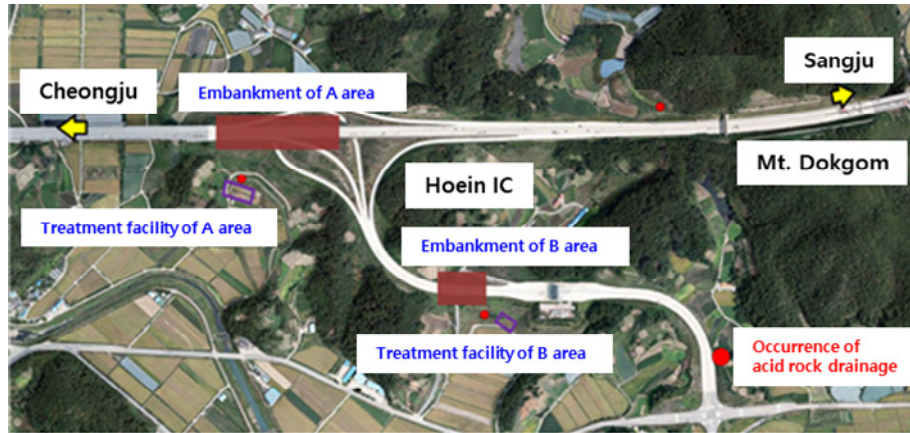 Sangju
Cheongju
Embankment of A area
Mt. Dokgom
Hoein IC
Treatment facility of A area
Embankment of B area
Treatment facility of B area
Occurrence of
acid rock drainage